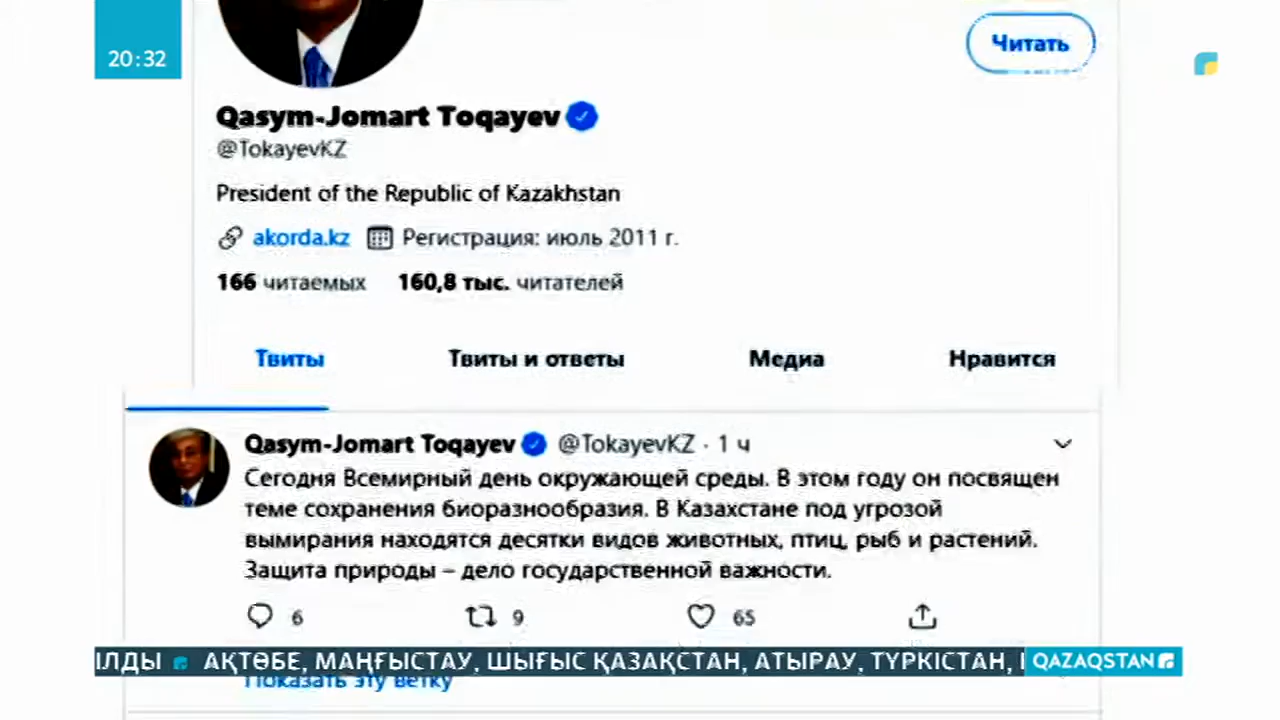 20:32
Читать
Qasym-Jomart Toqayev
@TokayevKZ
President of the Republic of Kazakhstan
akorda.kz Регистрация: июль 2011 г.
166 читаемых 160,8 тыс. читателей
Твиты Твиты и ответы Медиа Нравится
Qasym-Jomart Toqayev @TokayevKZ · 1 ч
Сегодня Всемирный день окружающей среды. В этом году он посвящен
теме сохранения биоразнообразия. В Казахстане под угрозой
вымирания находятся десятки видов животных, птиц, рыб и растений.
Защита природы – дело государственной важности.
6 9 65
ІЛДЫ АҚТӨБЕ, МАҢҒЫСТАУ, ШЫҒЫС ҚАЗАҚСТАН, АТЫРАУ, ТҮРКІСТАН, QAZAQSTAN
Показать эту ветку